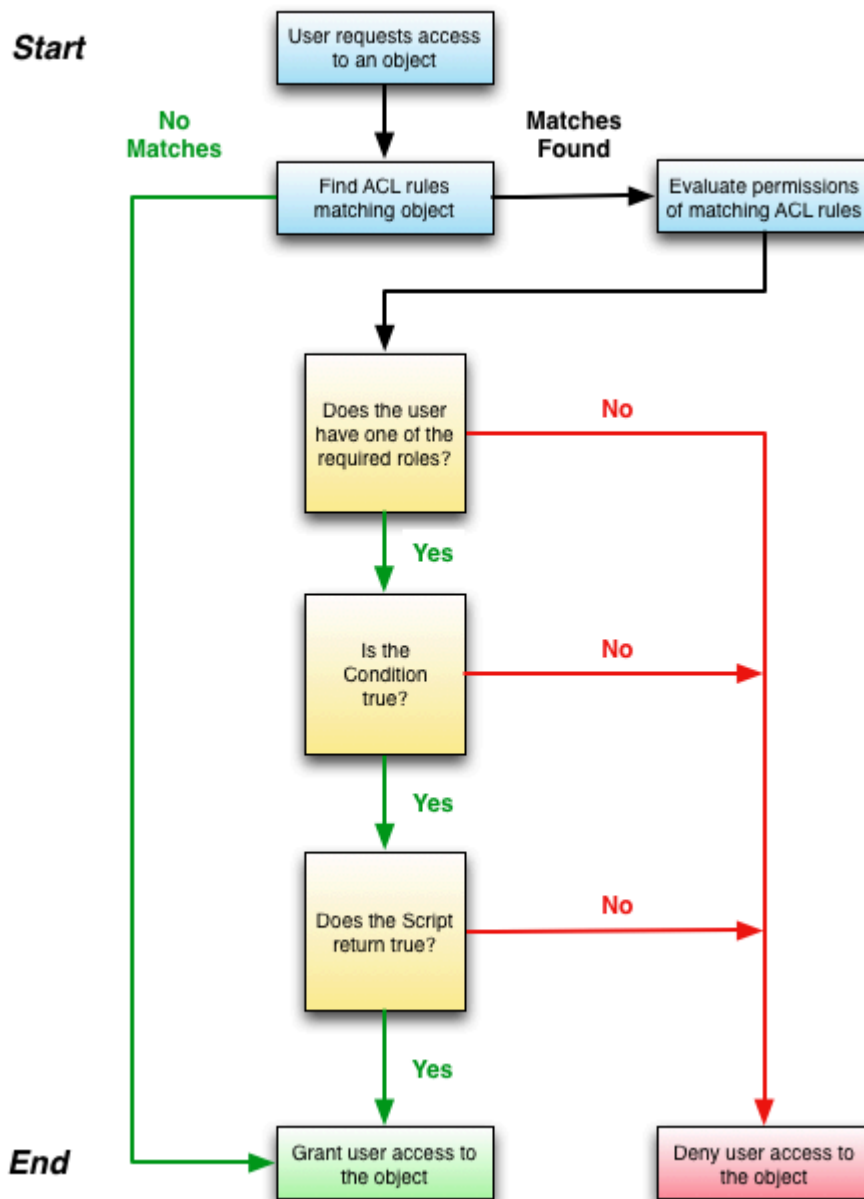 Start
User requests access
to an object
No
Matches
Matches
Found
Find ACL rules
matching object
Evaluate permissions
of matching ACL rules
Does the user
have one of the
required roles?
No
Yes
Is the
Condition
true?
No
Yes
Does the Script
return true?
No
Yes
End
Grant user access to
the object
Deny user access to
the object